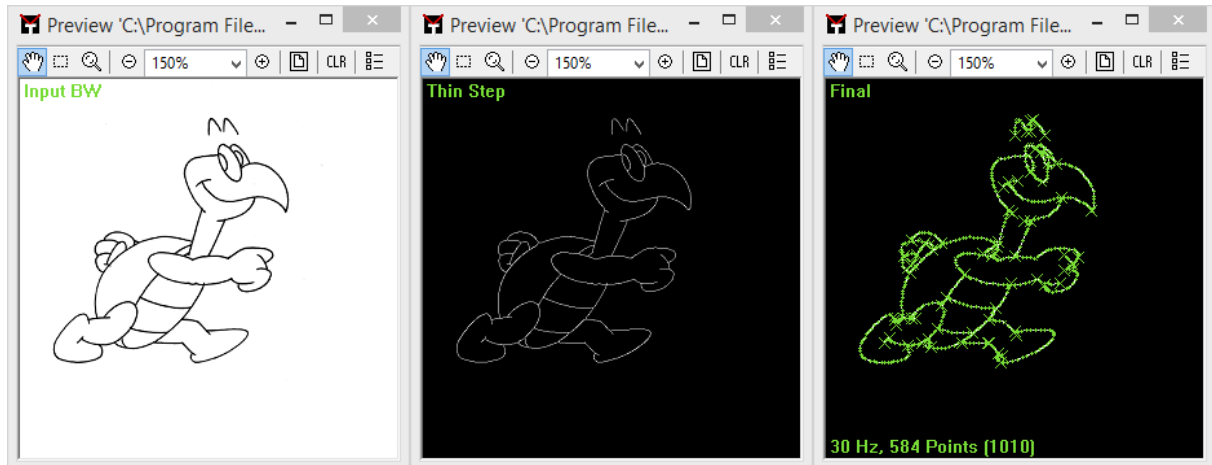 Preview 'C:\Program File...
150%
CLR
Input BW
Preview 'C:\Program File...
150%
CLR
Thin Step
Preview 'C:\Program File...
150%
CLR
Final
30 Hz, 584 Points (1010)